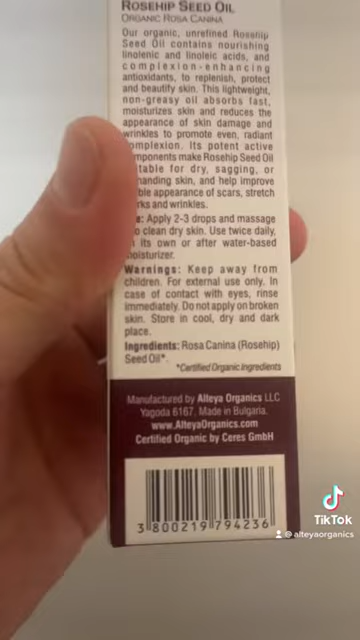 ROSEHIP SEED OIL
ORGANIC ROSA CANINA
Our organic, unrefined Rosehip
Seed Oil contains nourishing
linolenic and linoleic acids, and
complexion-enhancing
antioxidants, to replenish, protect
and beautify skin. This lightweight,
non-greasy oil absorbs fast,
moisturizes skin and reduces the
appearance of skin damage and
wrinkles to promote even, radiant
omplexion. Its potent active
mponents make Rosehip Seed Oil
table for dry, sagging, or
anding skin, and help improve
ble appearance of scars, stretch
rks and wrinkles.
e: Apply 2-3 drops and massage
o clean dry skin. Use twice daily,
its own or after water-based
oisturizer.
Warnings: Keep away from
children. For external use only. In
case of contact with eyes, rinse
immediately. Do not apply on broken
skin. Store in cool, dry and dark
place.
Ingredients: Rosa Canina (Rosehip)
Seed Oil*.
*Certified Organic Ingredients
Manufactured by Alteya Organics LLC
Yagoda 6167, Made in Bulgaria.
www.AlteyaOrganics.com
Certified Organic by Ceres GmbH
3 800219 794236
TikTok
@alteyaorganics